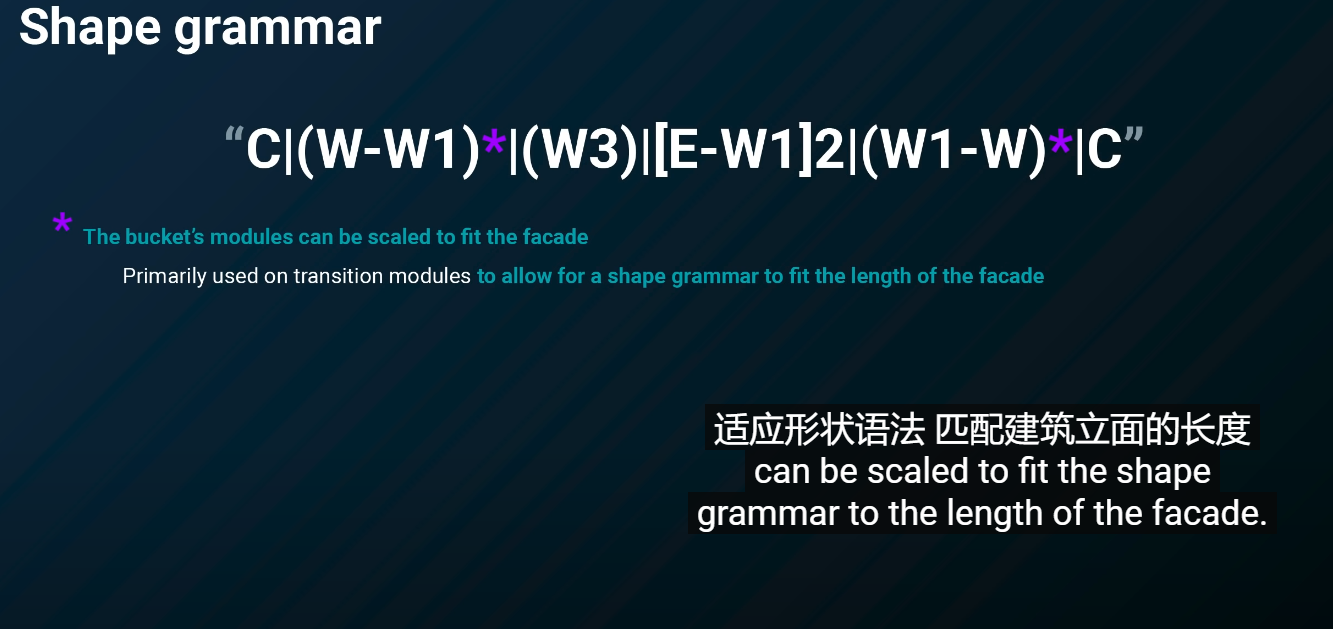 Shape grammar
“C|(W-W1)*|(W3)|[E-W1]2|(W1-W)*|C”
* The bucket’s modules can be scaled to fit the facade
Primarily used on transition modules to allow for a shape grammar to fit the length of the facade
适应形状语法 匹配建筑立面的长度
can be scaled to fit the shape
grammar to the length of the facade.